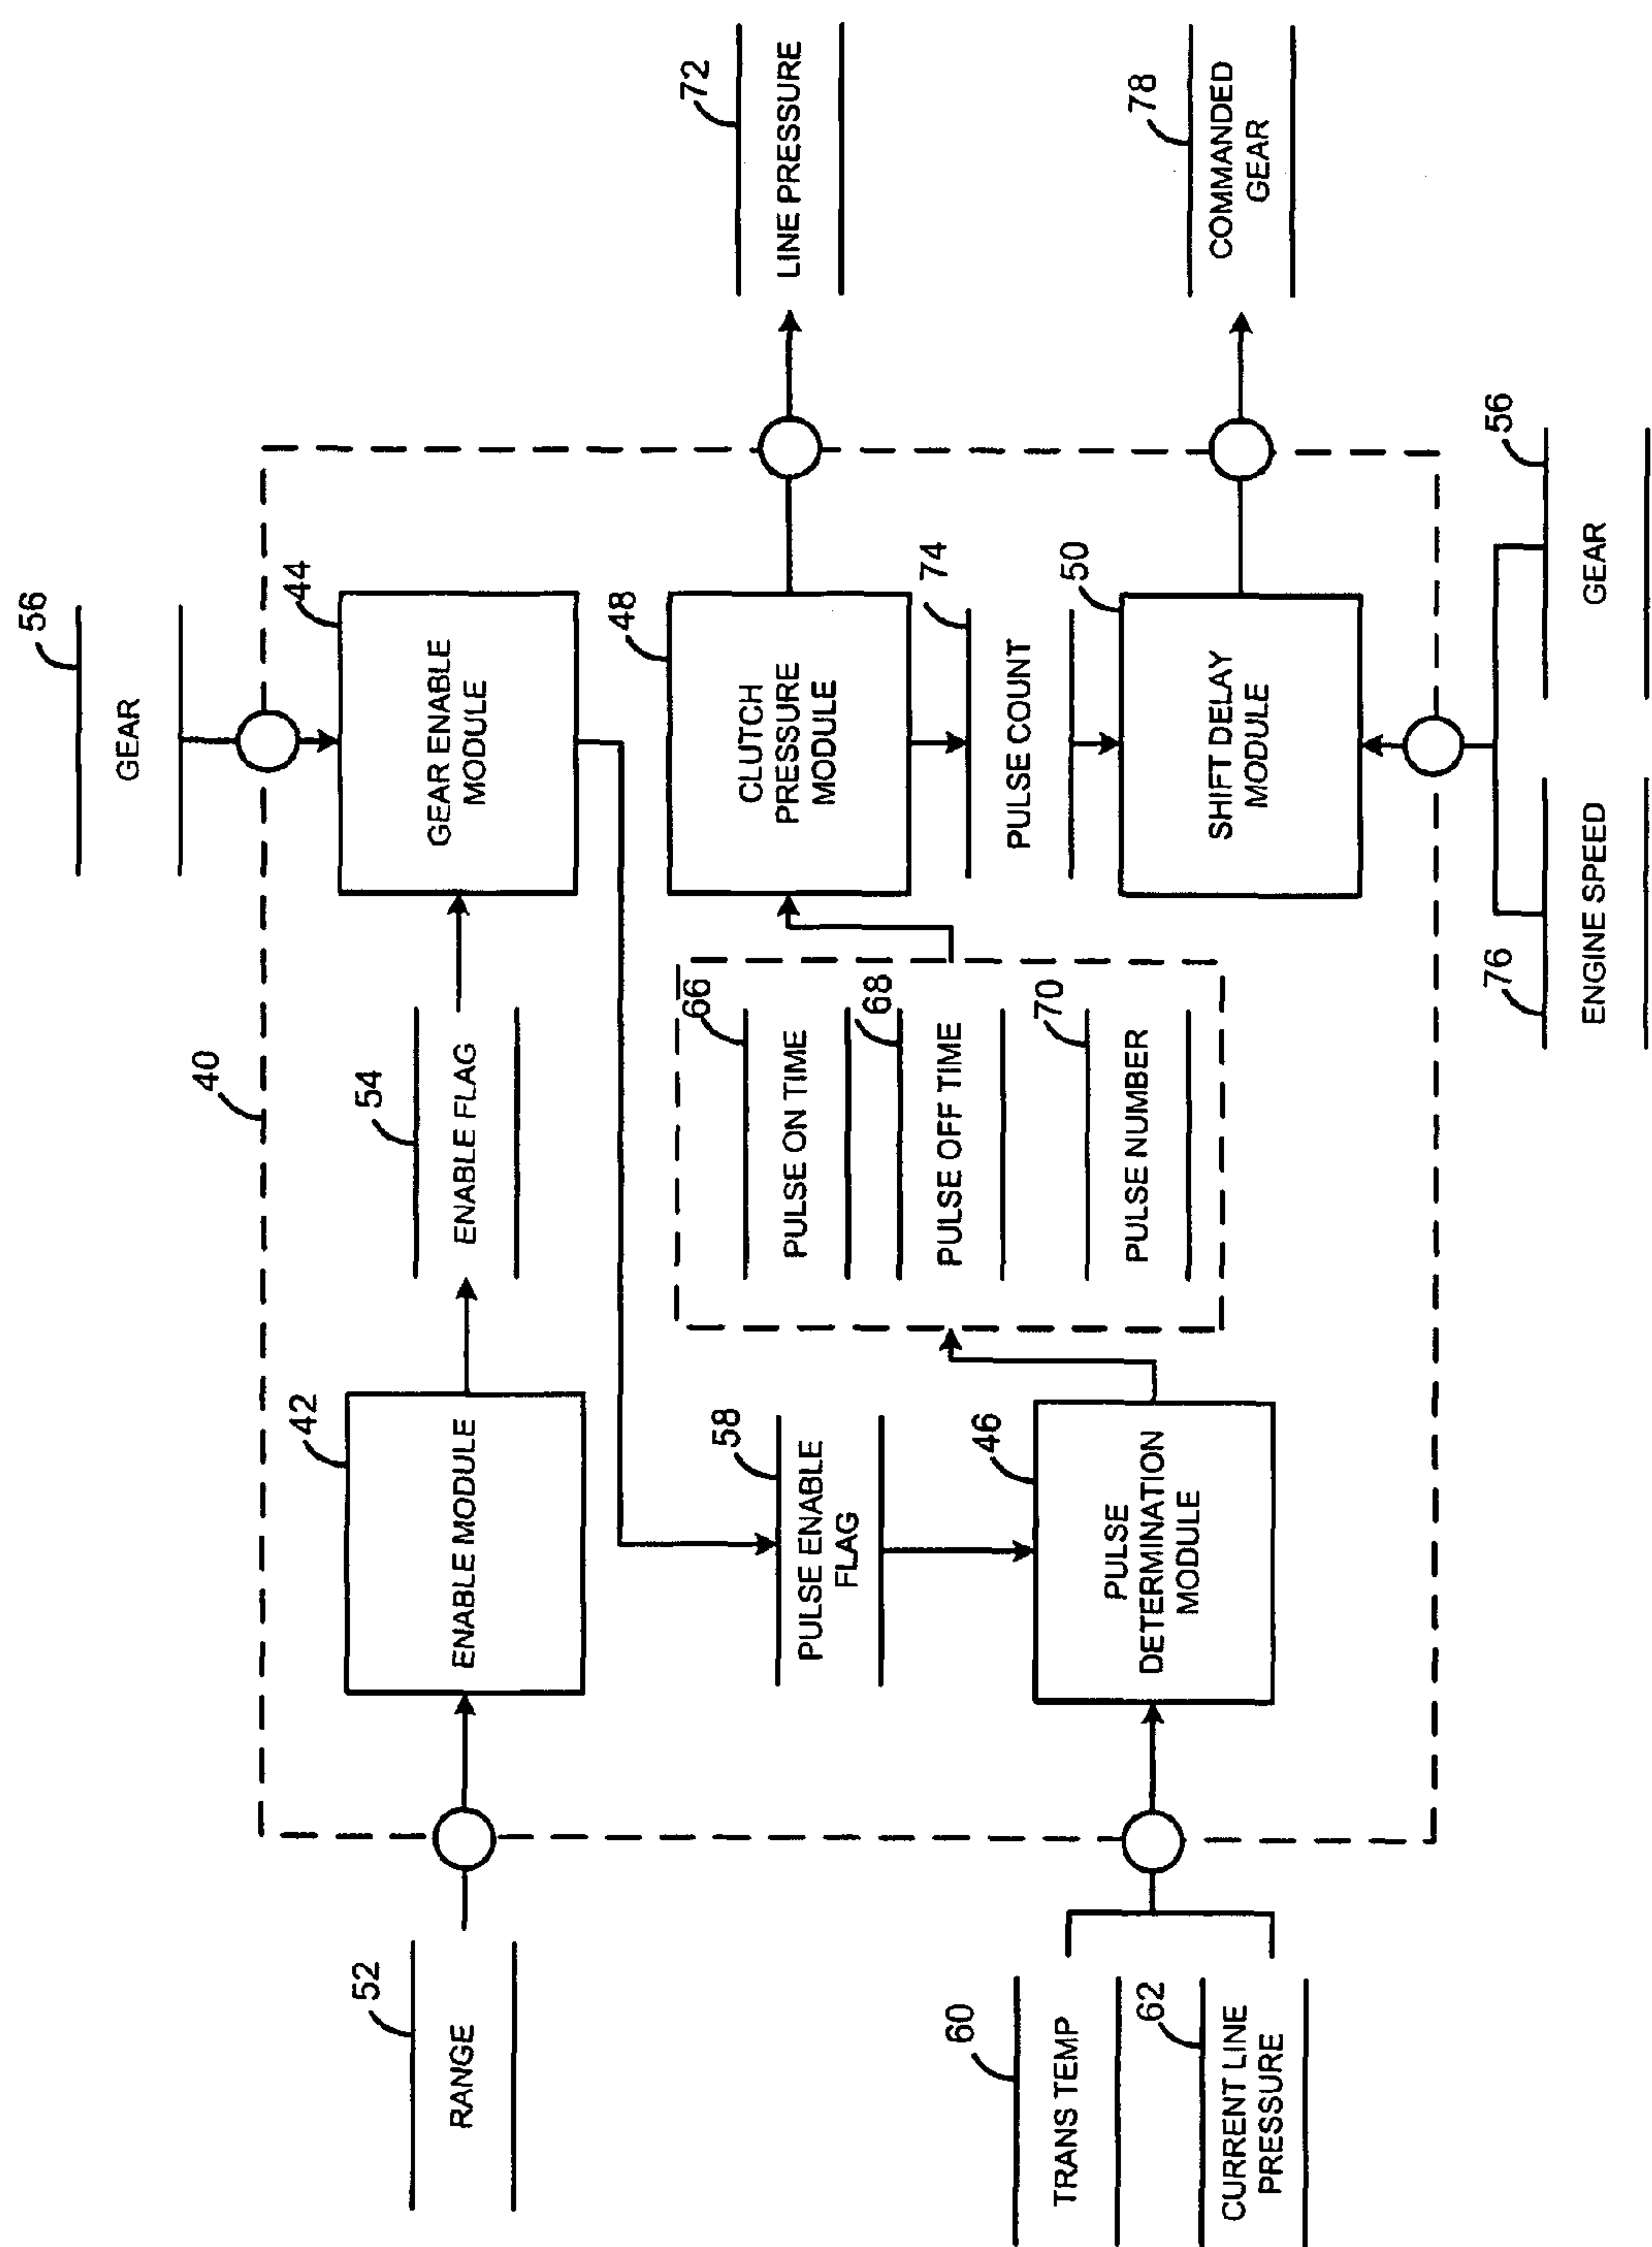 56
GEAR
40
52
RANGE
42
ENABLE MODULE
54
ENABLE FLAG
44
GEAR ENABLE
MODULE
58
PULSE ENABLE
FLAG
66
PULSE ON TIME
68
PULSE OFF TIME
70
PULSE NUMBER
48
CLUTCH
PRESSURE
MODULE
72
LINE PRESSURE
74
PULSE COUNT
60
TRANS TEMP
62
CURRENT LINE
PRESSURE
46
PULSE
DETERMINATION
MODULE
50
SHIFT DELAY
MODULE
78
COMMANDED
GEAR
76
ENGINE SPEED
56
GEAR